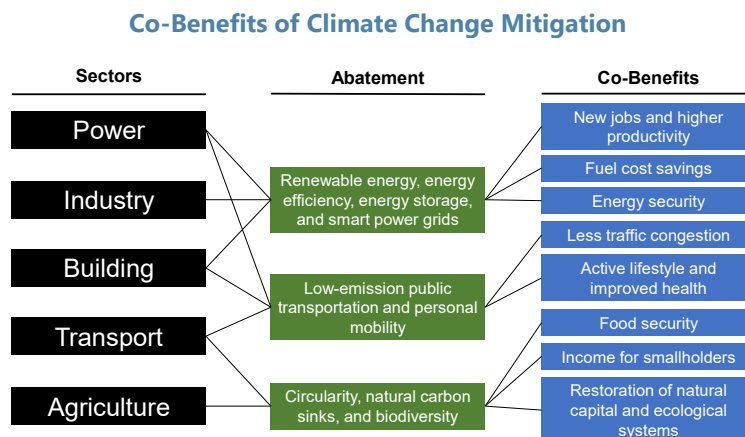 Co-Benefits of Climate Change Mitigation
Sectors
Abatement
Co-Benefits
Power
Industry
Building
Transport
Agriculture
Renewable energy, energy
efficiency, energy storage,
and smart power grids
Low-emission public
transportation and personal
mobility
Circularity, natural carbon
sinks, and biodiversity
New jobs and higher
productivity
Fuel cost savings
Energy security
Less traffic congestion
Active lifestyle and
improved health
Food security
Income for smallholders
Restoration of natural
capital and ecological
systems